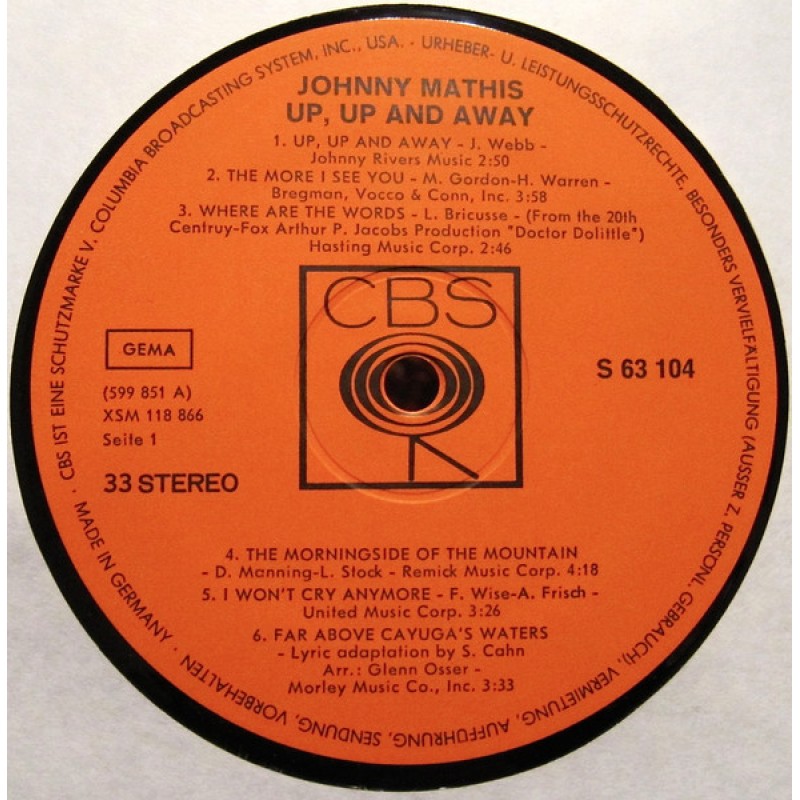 JOHNNY MATHIS
UP, UP AND AWAY
1. UP, UP AND AWAY - J. Webb -
Johnny Rivers Music 2:50
2. THE MORE I SEE YOU - M. Gordon-H. Warren -
Bregman, Vocco & Conn, Inc. 3:58
3. WHERE ARE THE WORDS - L. Bricusse - (From the 20th
Centruy-Fox Arthur P. Jacobs Production "Doctor Dolittle")
Hasting Music Corp. 2:46
CBS
GEMA
(599 851 A)
XSM 118 866
Seite 1
33 STEREO
S 63 104
4. THE MORNINGSIDE OF THE MOUNTAIN
- D. Manning-L. Stock - Remick Music Corp. 4:18
5. I WON'T CRY ANYMORE - F. Wise-A. Frisch -
United Music Corp. 3:26
6. FAR ABOVE CAYUGA'S WATERS
- Lyric adaptation by S. Cahn
Arr.: Glenn Osser -
Morley Music Co., Inc. 3:33
· CBS IST EINE SCHUTZMARKE V. COLUMBIA BROADCASTING SYSTEM, INC., USA. · URHEBER- U. LEISTUNGSSCHUTZRECHTE, BESONDERS VERVIELFÄLTIGUNG (AUSSER Z. PERSÖNL. GEBRAUCH), VERMIETUNG, AUFFÜHRUNG, SENDUNG, VORBEHALTEN · MADE IN GERMANY